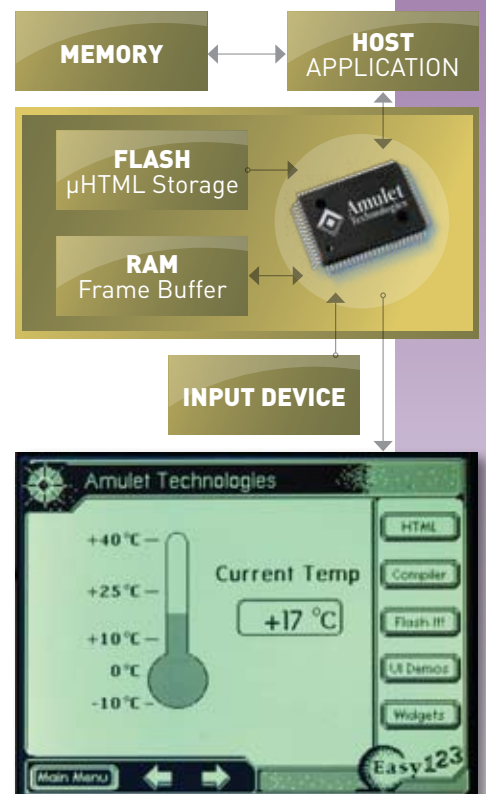 MEMORY
HOST
APPLICATION
FLASH
µHTML Storage
Amulet
Technologies
RAM
Frame Buffer
INPUT DEVICE
Amulet Technologies
+40°C
+25°C
+10°C
0°C
-10°C
Current Temp
+17 °C
HTML
Compiler
Flash It!
UI Demos
Widgets
Easy123
Main Menu